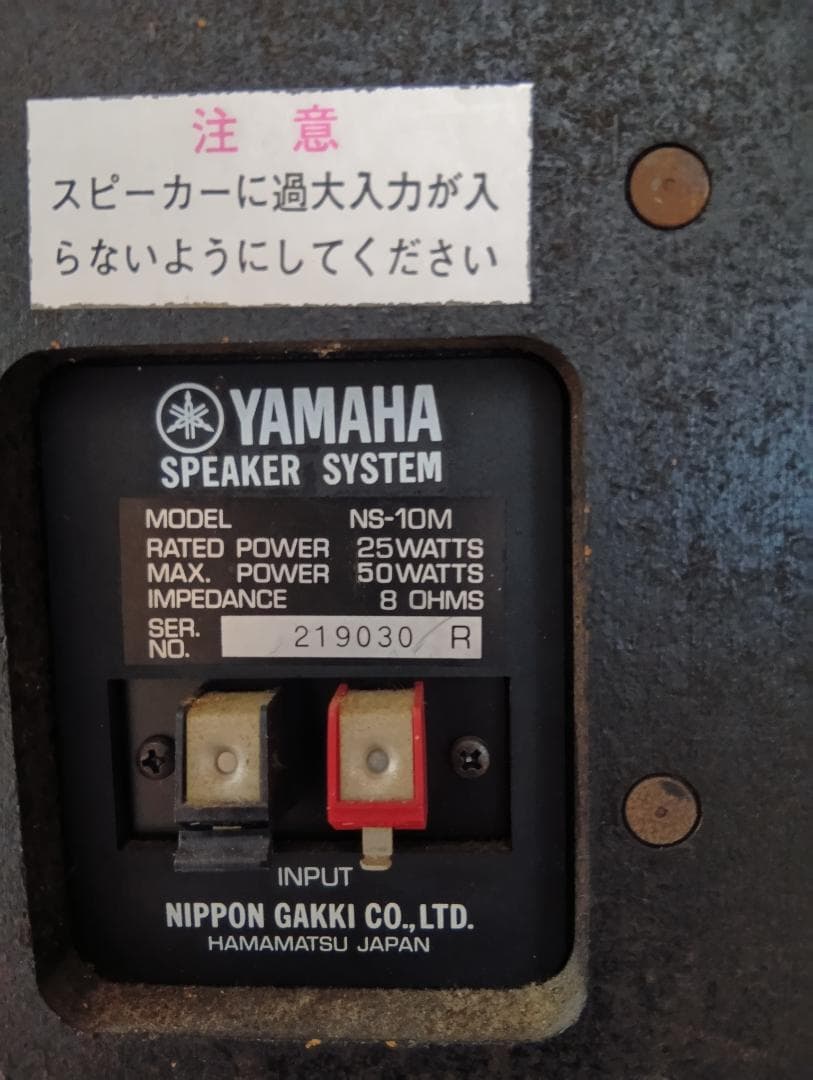 注 意
スピーカーに過大入力が入
らないようにしてください
YAMAHA
SPEAKER SYSTEM
MODEL NS-10M
RATED POWER 25WATTS
MAX. POWER 50WATTS
IMPEDANCE 8 OHMS
SER. NO. 219030 R
INPUT
NIPPON GAKKI CO.,LTD.
HAMAMATSU JAPAN